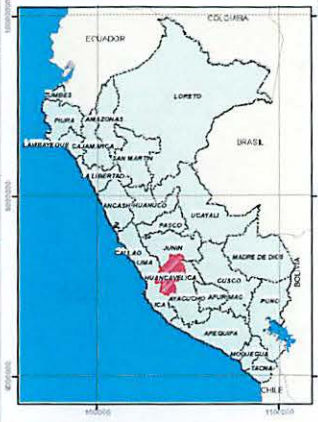 COLOMBIA
ECUADOR
TUMBES
LORETO
PIURA
AMAZONAS
LAMBAYEQUE
CAJAMARCA
BRASIL
SAN MARTIN
LA LIBERTAD
ANCASH
HUANUCO
UCAYALI
PASCO
JUNIN
CALLAO
LIMA
MADRE DE DIOS
HUANCAVELICA
CUSCO
BOLIVIA
ICA
AYACUCHO
APURIMAC
PUNO
AREQUIPA
MOQUEGUA
TACNA
CHILE